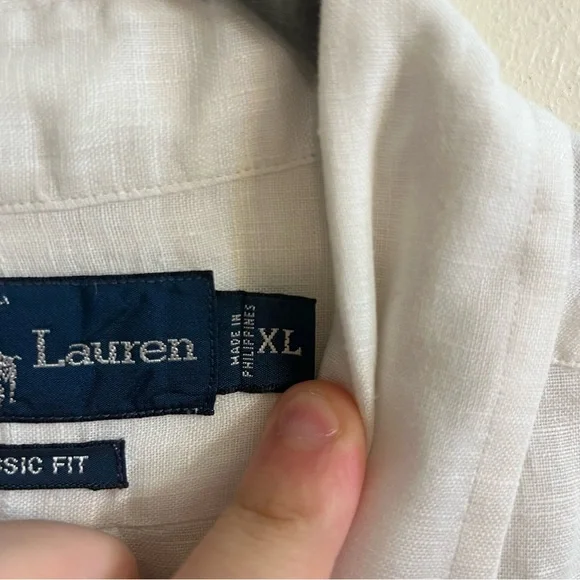 Lauren
MADE IN
PHILIPPINES
XL
SSIC FIT